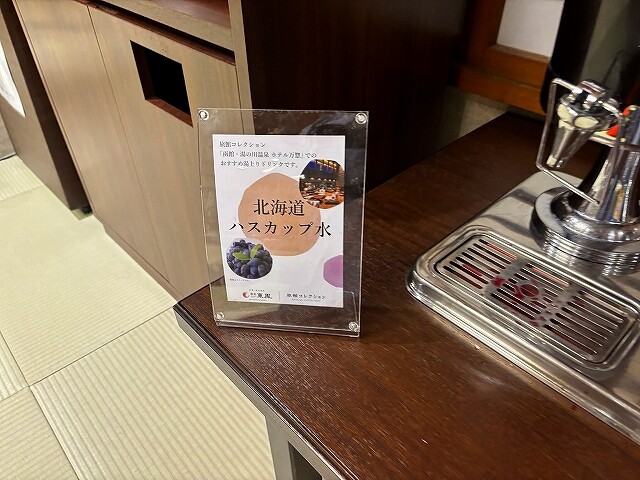 旅館コレクション
「函館・湯の川温泉 ホテル万惣」での
おすすめ湯上りドリンクです。
北海道
ハスカップ水
東鳳 旅館コレクション